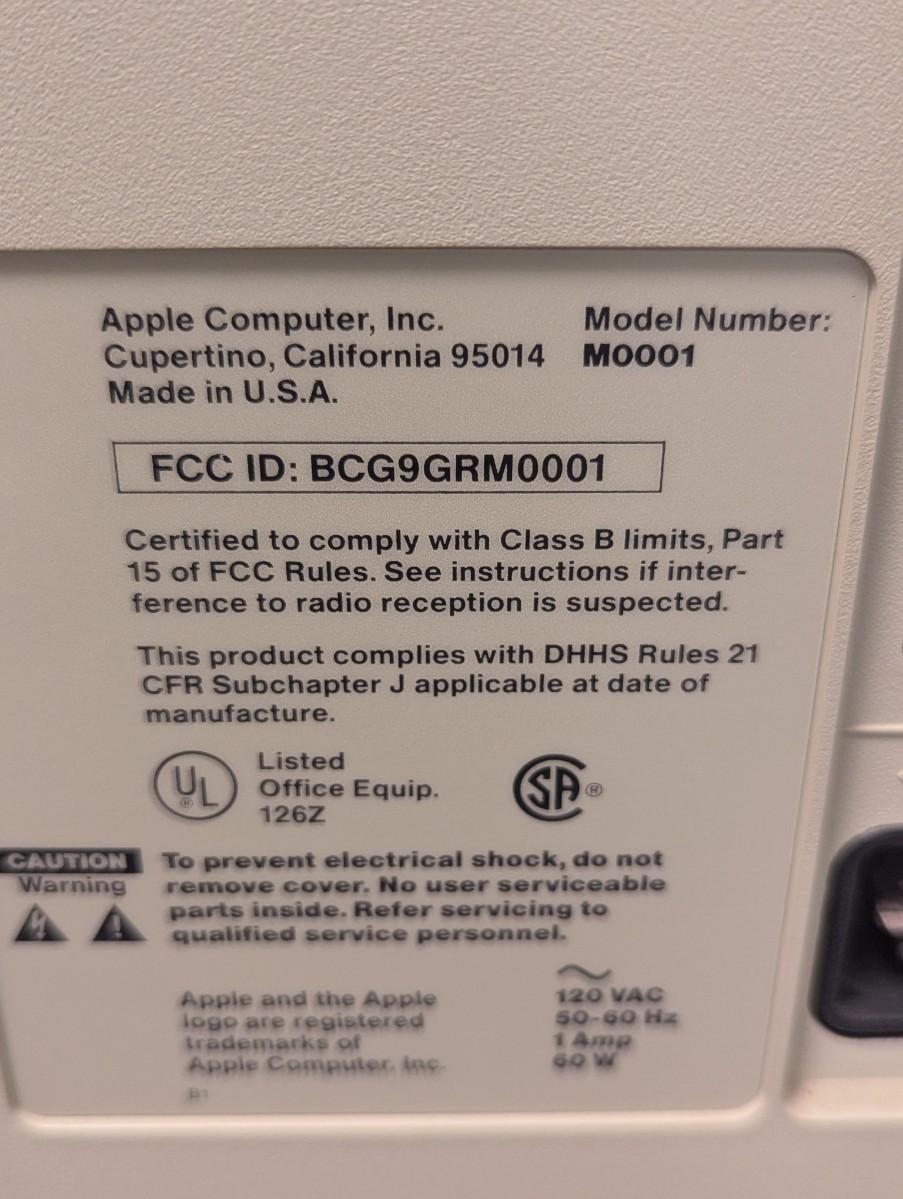 Apple Computer, Inc.
Cupertino, California 95014
Made in U.S.A.
Model Number:
M0001
FCC ID: BCG9GRM0001
Certified to comply with Class B limits, Part
15 of FCC Rules. See instructions if inter-
ference to radio reception is suspected.
This product complies with DHHS Rules 21
CFR Subchapter J applicable at date of
manufacture.
UL ®
Listed
Office Equip.
126Z
SA ®
CAUTION
Warning
To prevent electrical shock, do not
remove cover. No user serviceable
parts inside. Refer servicing to
qualified service personnel.
Apple and the Apple
logo are registered
trademarks of
Apple Computer, Inc.
~
120 VAC
50-60 Hz
1 Amp
60 W